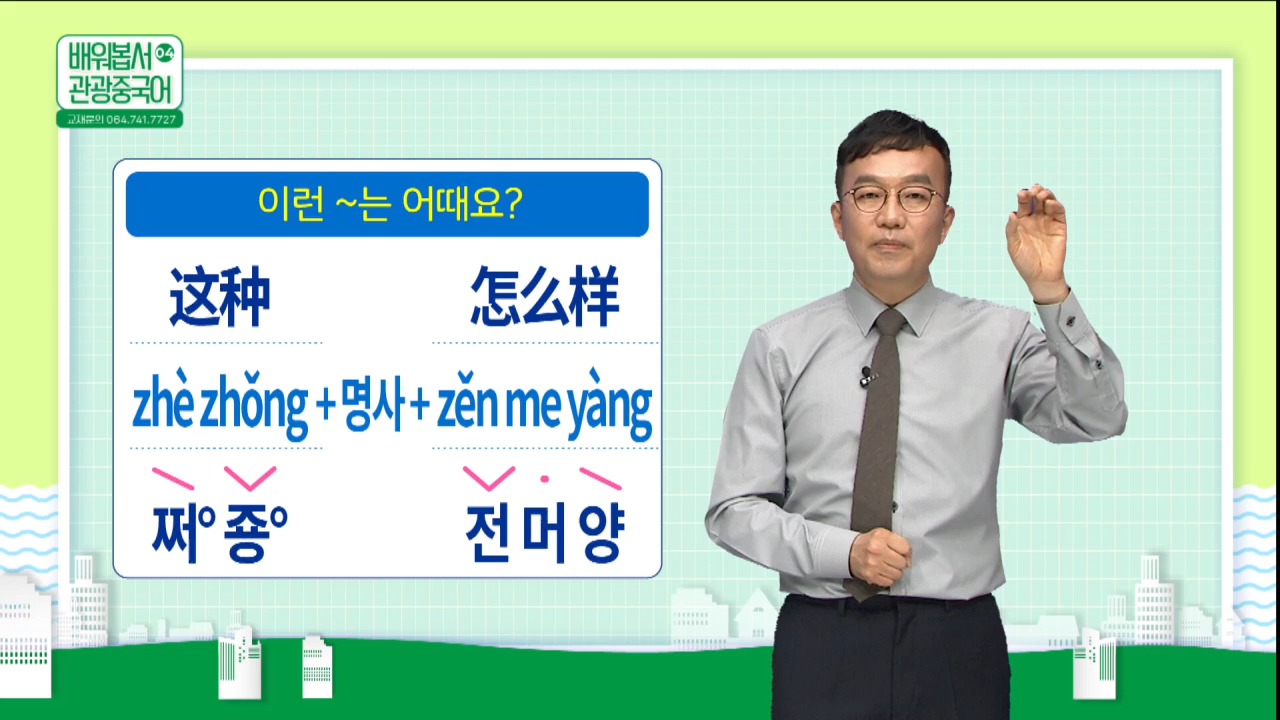 배워봅서 04
관광중국어
교재문의 064.741.7727
이런 ~는 어때요?
这种 怎么样
zhè zhǒng + 명사 + zěn me yàng
쩌° 죵° 전 머 양